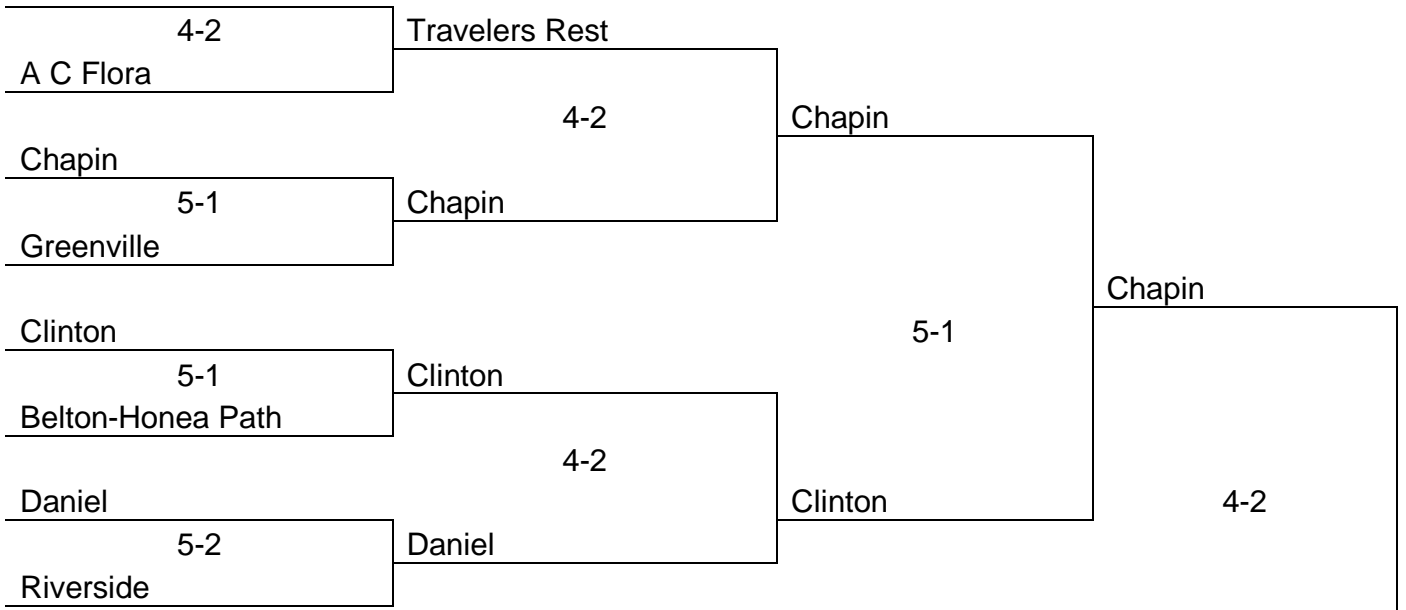 4-2
Travelers Rest
A C Flora
4-2
Chapin
Chapin
5-1
Chapin
Greenville
Chapin
Clinton
5-1
5-1
Clinton
Belton-Honea Path
4-2
Daniel
Clinton
4-2
5-2
Daniel
Riverside